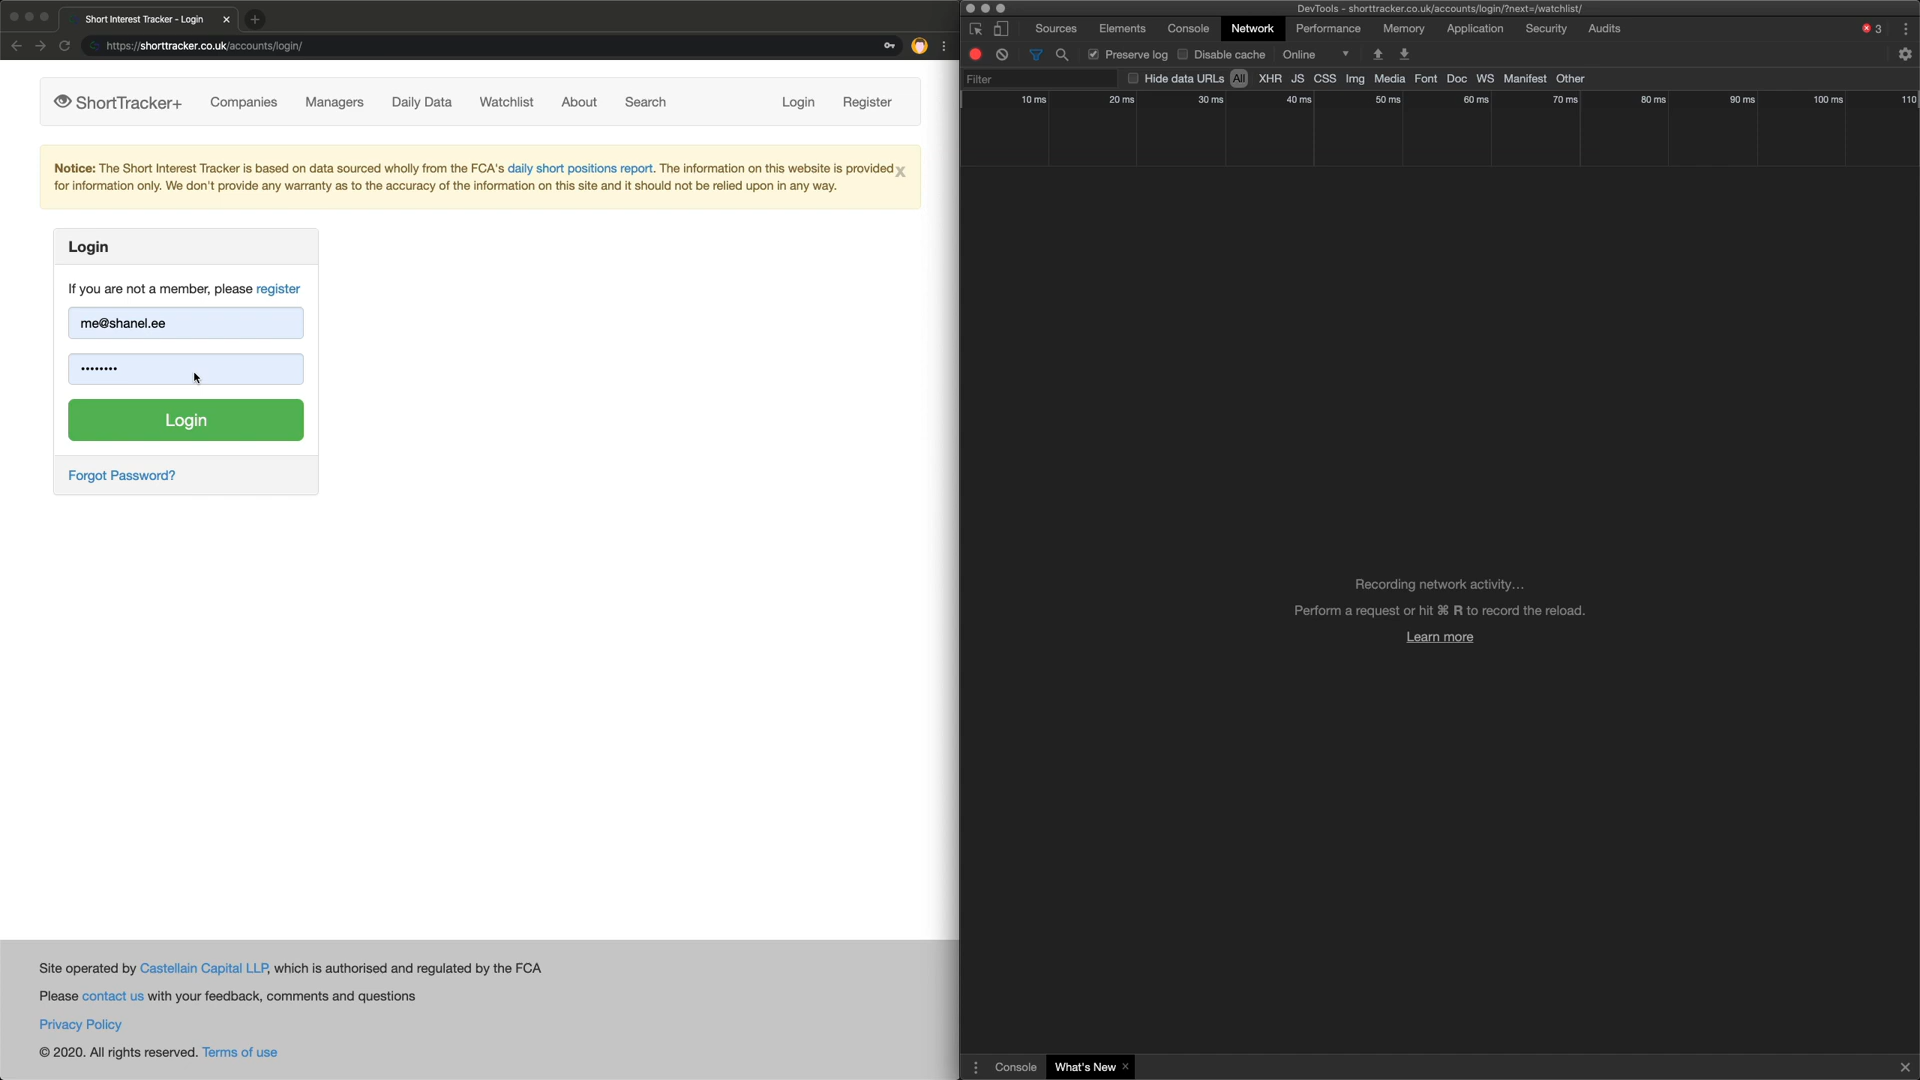 Short Interest Tracker - Login
https://shorttracker.co.uk/accounts/login/
ShortTracker+ Companies Managers Daily Data Watchlist About Search Login Register
Notice: The Short Interest Tracker is based on data sourced wholly from the FCA's daily short positions report. The information on this website is provided x
for information only. We don't provide any warranty as to the accuracy of the information on this site and it should not be relied upon in any way.
Login
If you are not a member, please register
me@shanel.ee
••••••••
Login
Forgot Password?
Site operated by Castellain Capital LLP, which is authorised and regulated by the FCA
Please contact us with your feedback, comments and questions
Privacy Policy
© 2020. All rights reserved. Terms of use
DevTools - shorttracker.co.uk/accounts/login/?next=/watchlist/
Sources Elements Console Network Performance Memory Application Security Audits 3
Preserve log Disable cache Online
Filter Hide data URLs All XHR JS CSS Img Media Font Doc WS Manifest Other
10 ms 20 ms 30 ms 40 ms 50 ms 60 ms 70 ms 80 ms 90 ms 100 ms 110
Recording network activity…
Perform a request or hit ⌘ R to record the reload.
Learn more
Console What's New